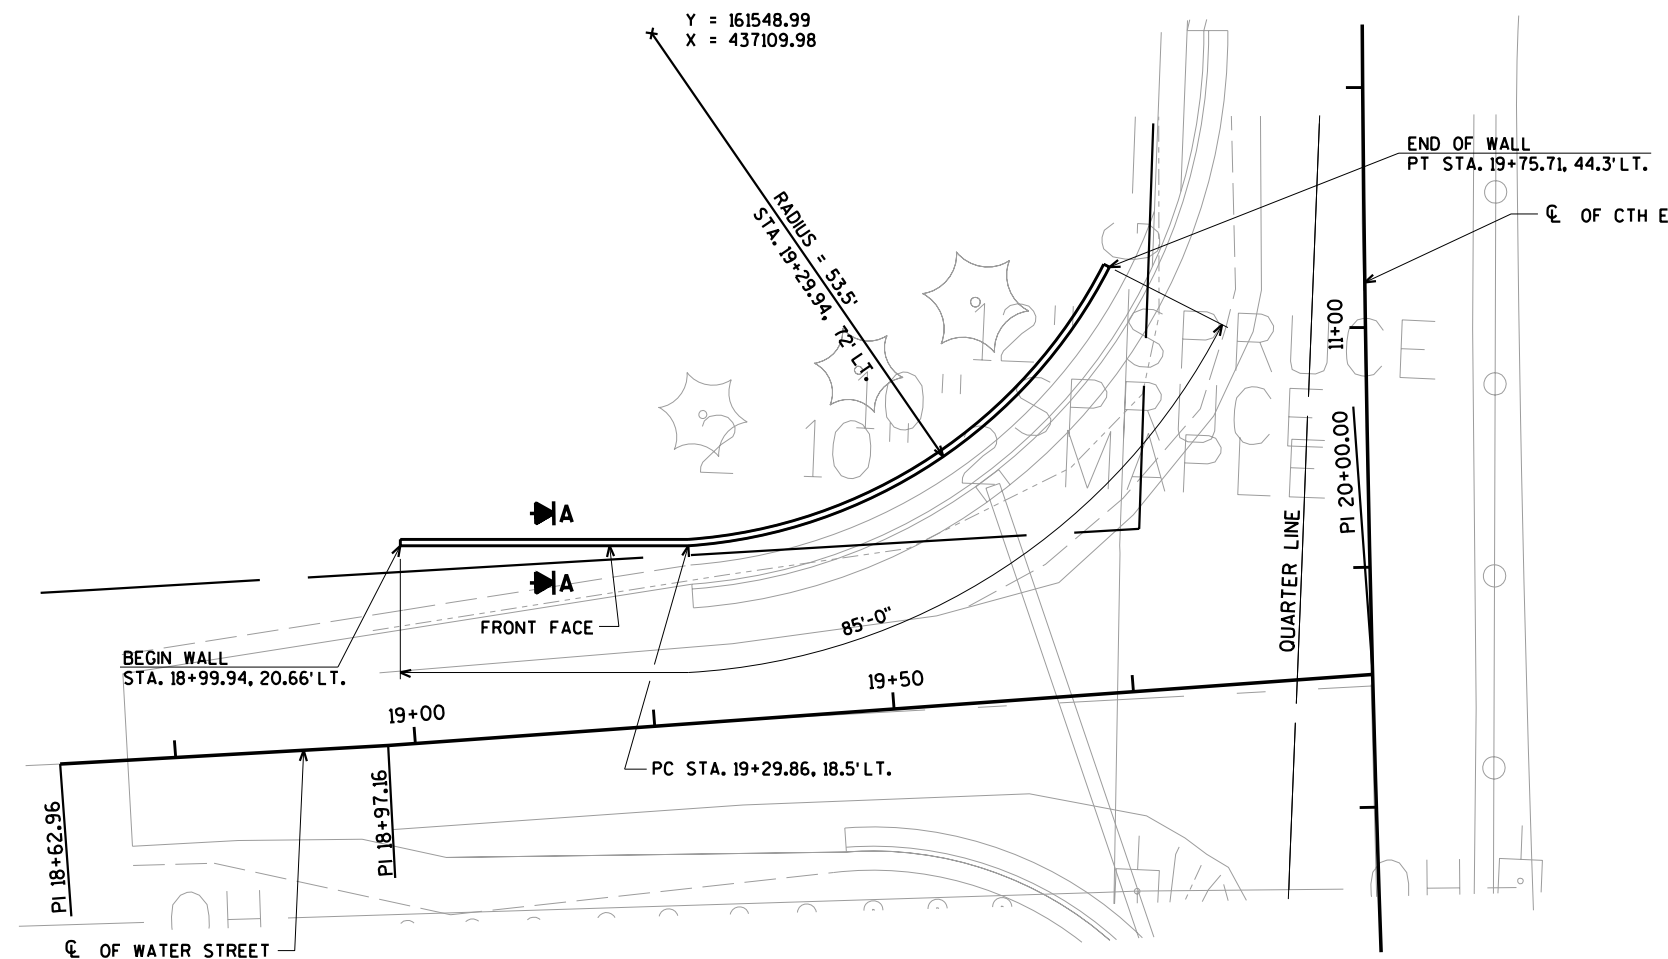 Y = 161548.99
X = 437109.98
END OF WALL
PT STA. 19+75.71, 44.3' LT.
℄ OF CTH E
RADIUS = 53.5'
STA. 19+29.94, 72' LT.
12" SPRUCE
10" SPRUCE
2 10" MAPLE
11+00
PI 20+00.00
A
A
FRONT FACE
QUARTER LINE
85'-0"
BEGIN WALL
STA. 18+99.94, 20.66' LT.
19+50
19+00
PC STA. 19+29.86, 18.5' LT.
PI 18+97.16
PI 18+62.96
OH
OH
℄ OF WATER STREET